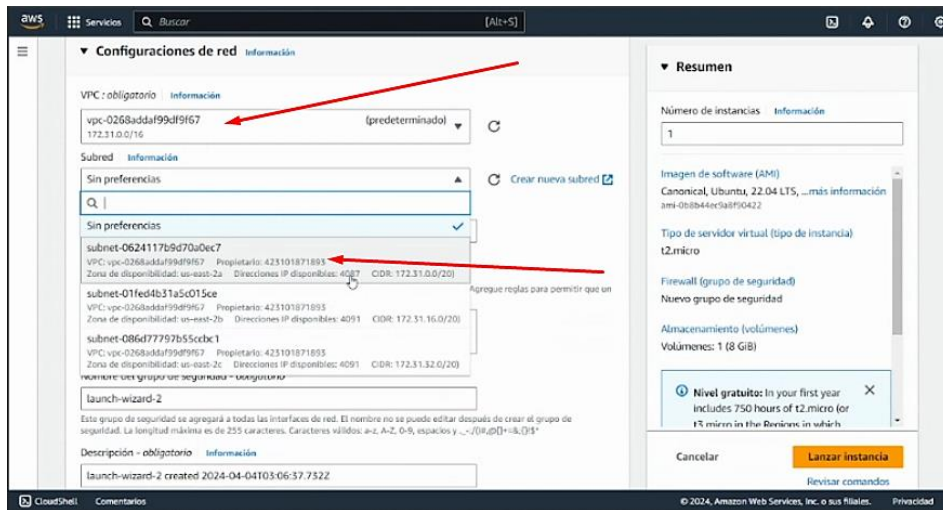 aws
Servicios
Buscar
[Alt+S]
Configuraciones de red Información
VPC : obligatorio Información
vpc-0268addaf99df9f67 (predeterminado)
172.31.0.0/16
Subred Información
Sin preferencias
Crear nueva subred
Sin preferencias
subnet-0624117b9d70a0ec7
VPC: vpc-0268addaf99df9f67 Propietario: 423101871893
Zona de disponibilidad: us-east-2a Direcciones IP disponibles: 4087 CIDR: 172.31.0.0/20)
Agregue reglas para permitir que un
subnet-01fed4b31a5c015ce
VPC: vpc-0268addaf99df9f67 Propietario: 423101871893
Zona de disponibilidad: us-east-2b Direcciones IP disponibles: 4091 CIDR: 172.31.16.0/20)
subnet-086d77797b55ccbc1
VPC: vpc-0268addaf99df9f67 Propietario: 423101871893
Zona de disponibilidad: us-east-2c Direcciones IP disponibles: 4091 CIDR: 172.31.32.0/20)
Nombre del grupo de seguridad - obligatorio
launch-wizard-2
Este grupo de seguridad se agregará a todas las interfaces de red. El nombre no se puede editar después de crear el grupo de
seguridad. La longitud máxima es de 255 caracteres. Caracteres válidos: a-z, A-Z, 0-9, espacios y
Descripción - obligatorio Información
launch-wizard-2 created 2024-04-04T03:06:37.732Z
Resumen
Número de instancias Información
1
Imagen de software (AMI)
Canonical, Ubuntu, 22.04 LTS, ...más información
ami-0b8b44ec9a8f90422
Tipo de servidor virtual (tipo de instancia)
t2.micro
Firewall (grupo de seguridad)
Nuevo grupo de seguridad
Almacenamiento (volúmenes)
Volúmenes: 1 (8 GiB)
Nivel gratuito: In your first year
includes 750 hours of t2.micro (or
t3.micro in the Regions in which
Cancelar
Lanzar instancia
Revisar comandos
CloudShell
Comentarios
© 2024, Amazon Web Services, Inc. o sus filiales.
Privacidad